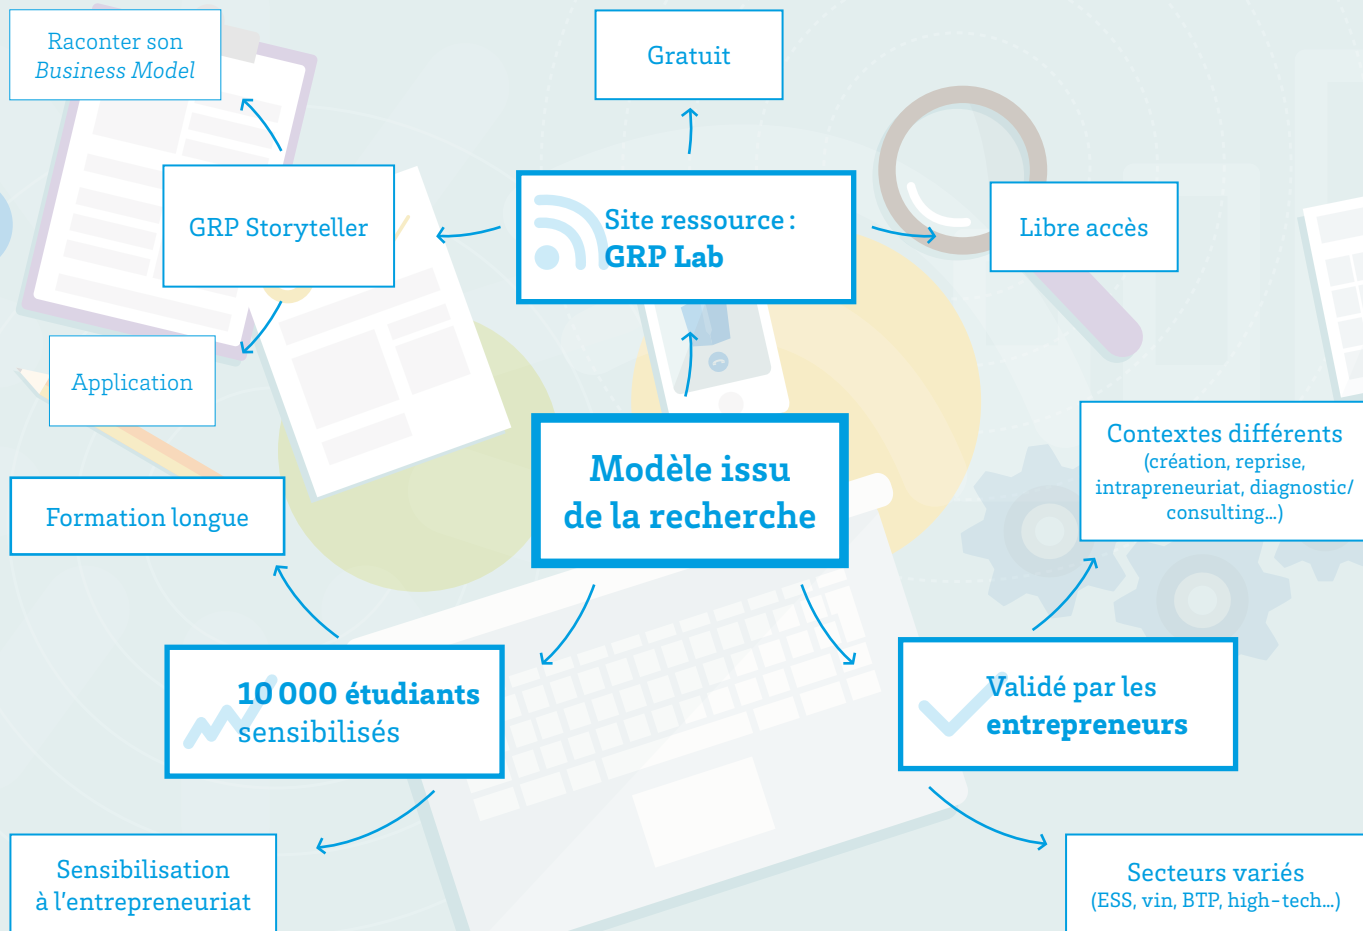 Raconter son
Business Model
Gratuit
GRP Storyteller
Site ressource :
GRP Lab
Libre accès
Application
Modèle issu
de la recherche
Contextes différents
(création, reprise,
intrapreneuriat, diagnostic/
consulting…)
Formation longue
10 000 étudiants
sensibilisés
Validé par les
entrepreneurs
Sensibilisation
à l’entrepreneuriat
Secteurs variés
(ESS, vin, BTP, high-tech…)